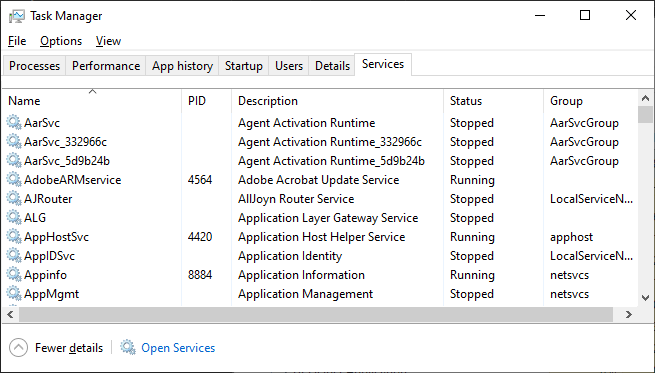 Task Manager
File Options View
Processes Performance App history Startup Users Details Services
Name PID Description Status Group
AarSvc Agent Activation Runtime Stopped AarSvcGroup
AarSvc_332966c Agent Activation Runtime_332966c Stopped AarSvcGroup
AarSvc_5d9b24b Agent Activation Runtime_5d9b24b Stopped AarSvcGroup
AdobeARMservice 4564 Adobe Acrobat Update Service Running
AJRouter AllJoyn Router Service Stopped LocalServiceN...
ALG Application Layer Gateway Service Stopped
AppHostSvc 4420 Application Host Helper Service Running apphost
AppIDSvc Application Identity Stopped LocalServiceN...
Appinfo 8884 Application Information Running netsvcs
AppMgmt Application Management Stopped netsvcs
Fewer details Open Services